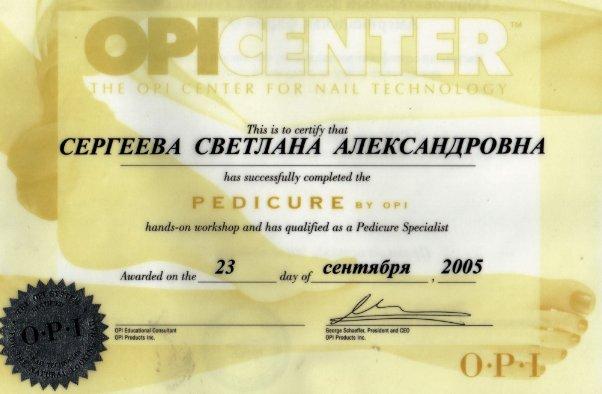 OPICENTER™
THE OPI CENTER FOR NAIL TECHNOLOGY
This is to certify that
СЕРГЕЕВА СВЕТЛАНА АЛЕКСАНДРОВНА
has successfully completed the
PEDICURE BY OPI
hands-on workshop and has qualified as a Pedicure Specialist
Awarded on the 23 day of сентября, 2005
OPI Educational Consultant
OPI Products Inc.
George Schaeffer, President and CEO
OPI Products Inc.
O·P·I
O·P·I